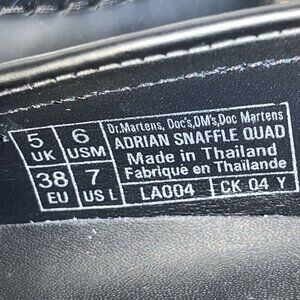 5 UK 6 USM
38 EU 7 US L
Dr.Martens, Doc's,DM's,Doc Martens
ADRIAN SNAFFLE QUAD
Made in Thailand
Fabriqué en Thaïlande
LA004 CK 04 Y